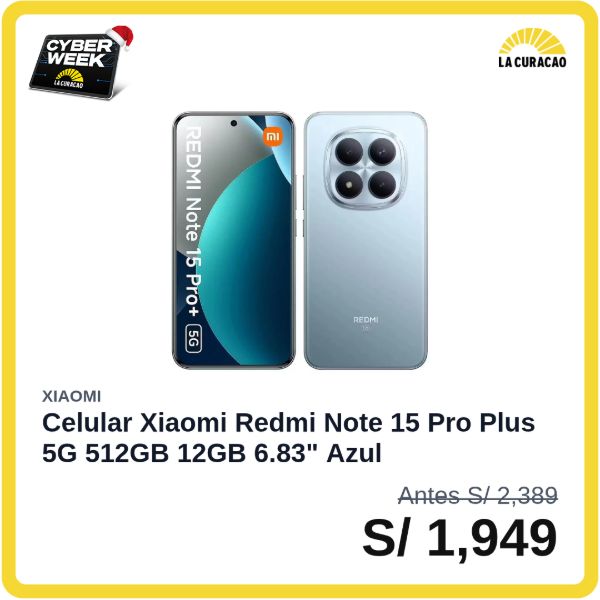 CYBER
WEEK
LA CURACAO
LA CURACAO
REDMI Note 15 Pro+
5G
mi
REDMI
XIAOMI
Celular Xiaomi Redmi Note 15 Pro Plus
5G 512GB 12GB 6.83" Azul
Antes S/ 2,389
S/ 1,949